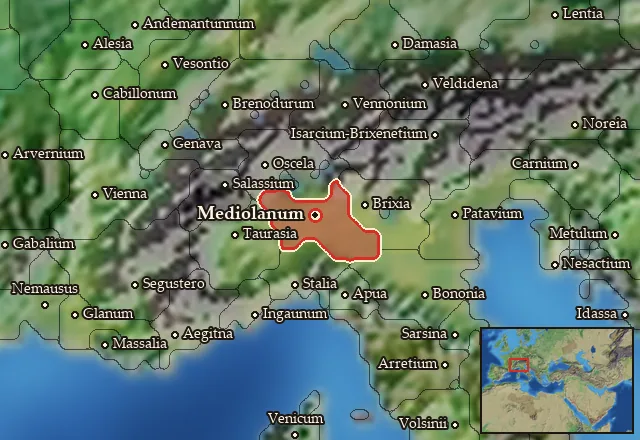 Lentia
Andemantunnum
Alesia
Damasia
Vesontio
Veldidena
Cabillonum
Brenodurum
Vennonium
Noreia
Isarcium-Brixenetium
Genava
Arvernium
Oscela
Carnium
Salassium
Vienna
Brixia
Mediolanum
Patavium
Taurasia
Metulum
Gabalium
Nesactium
Segustero
Nemausus
Stalia
Apua
Bononia
Glanum
Ingaunum
Idassa
Massalia
Aegitna
Sarsina
Arretium
Venicum
Volsinii